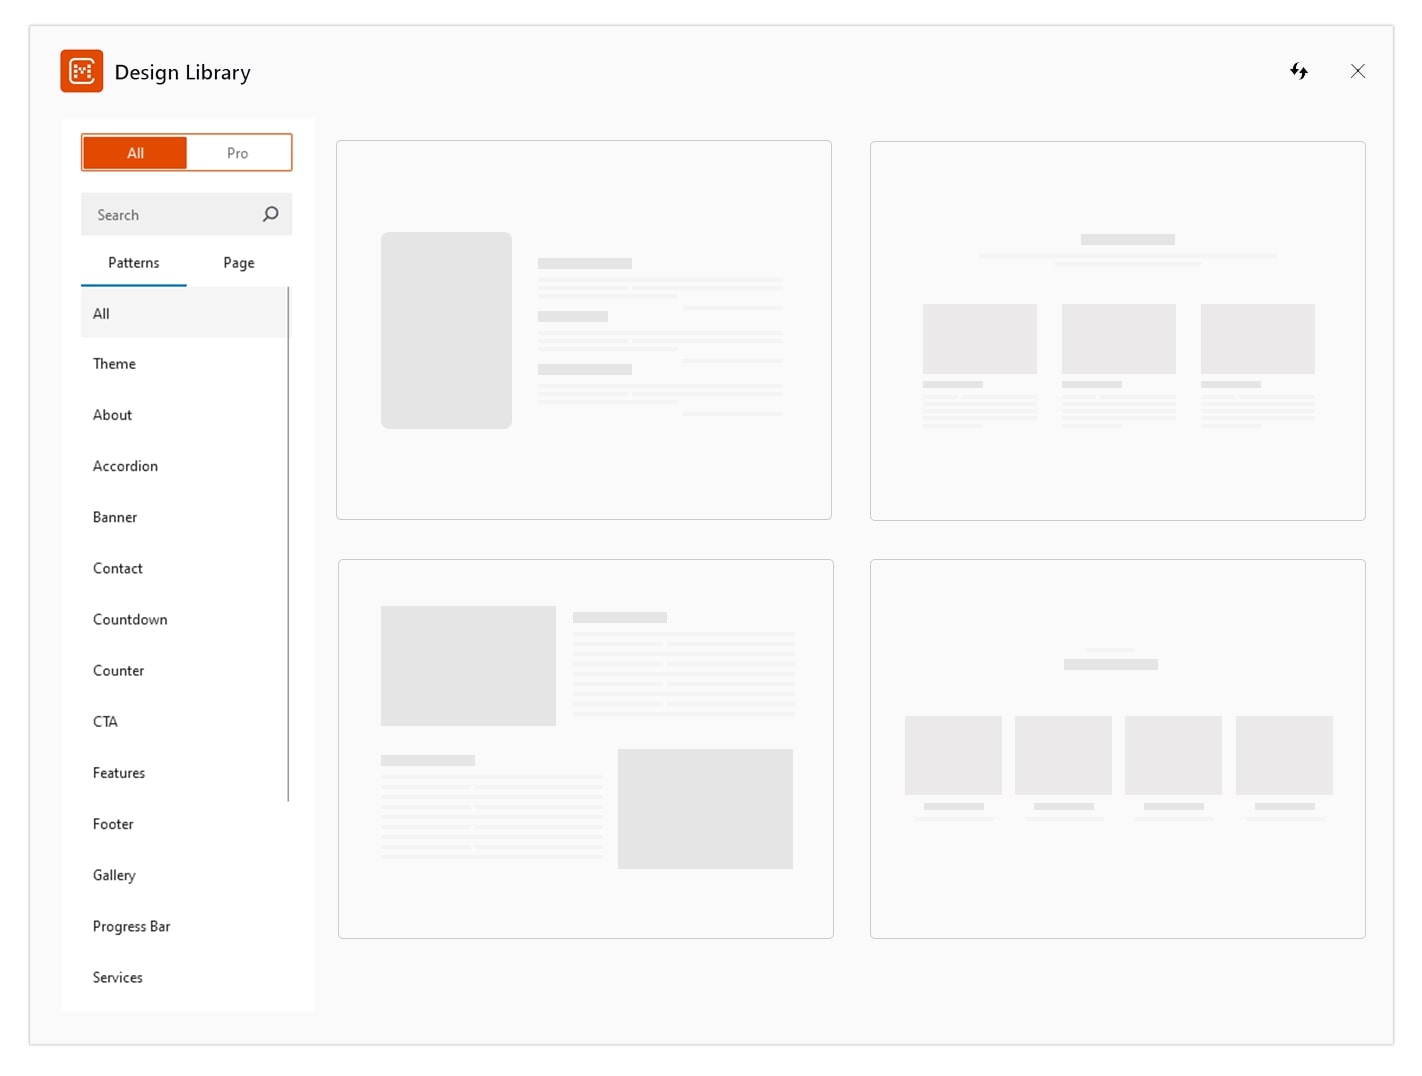 Design Library
All
Pro
Search
Patterns
Page
All
Theme
About
Accordion
Banner
Contact
Countdown
Counter
CTA
Features
Footer
Gallery
Progress Bar
Services